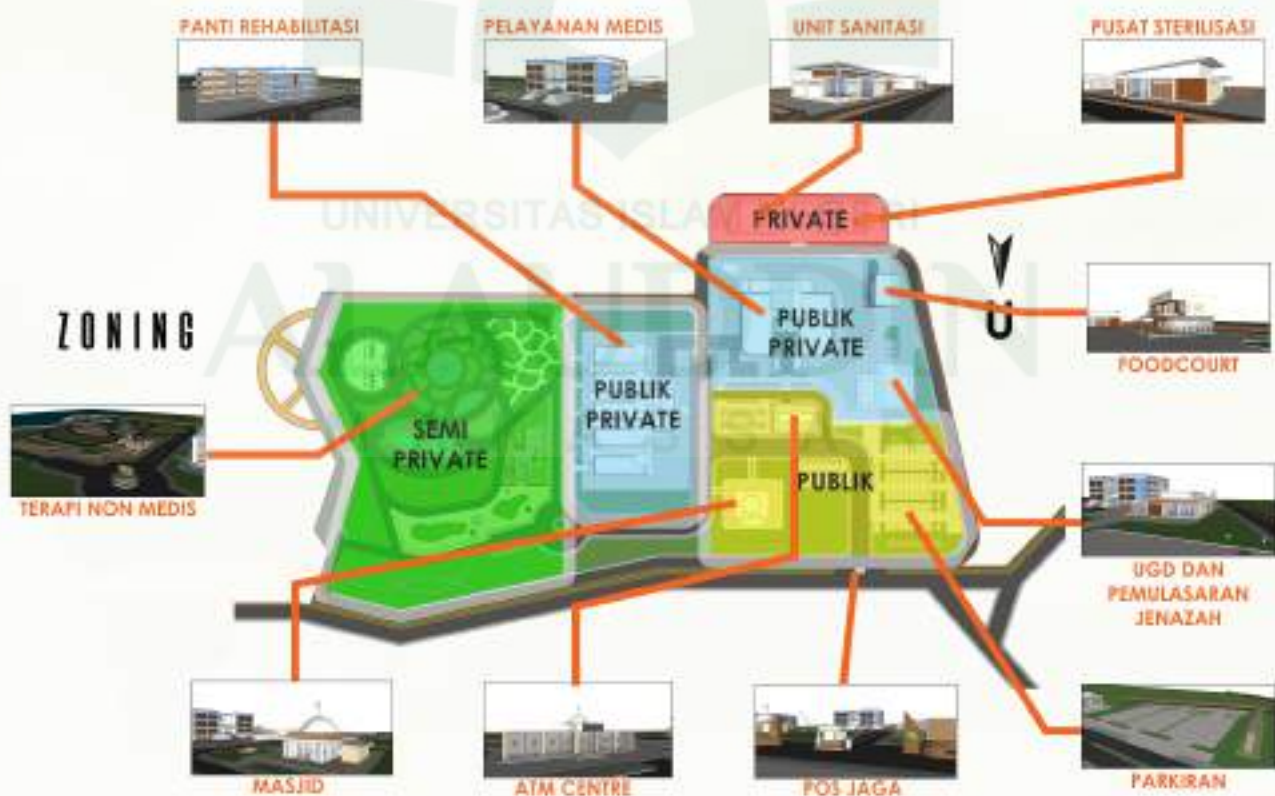 PANTI REHABILITASI
PELAYANAN MEDIS
UNIT SANITASI
PUSAT STERILISASI
UNIVERSITAS ISLAM
PRIVATE
ZONING
U
PUBLIK
PRIVATE
FOODCOURT
PUBLIK
PRIVATE
SEMI
PRIVATE
TERAPI NON MEDIS
PUBLIK
UGD DAN
PEMULASARAN
JENAZAH
MASJID
ATM CENTRE
POS JAGA
PARKIRAN